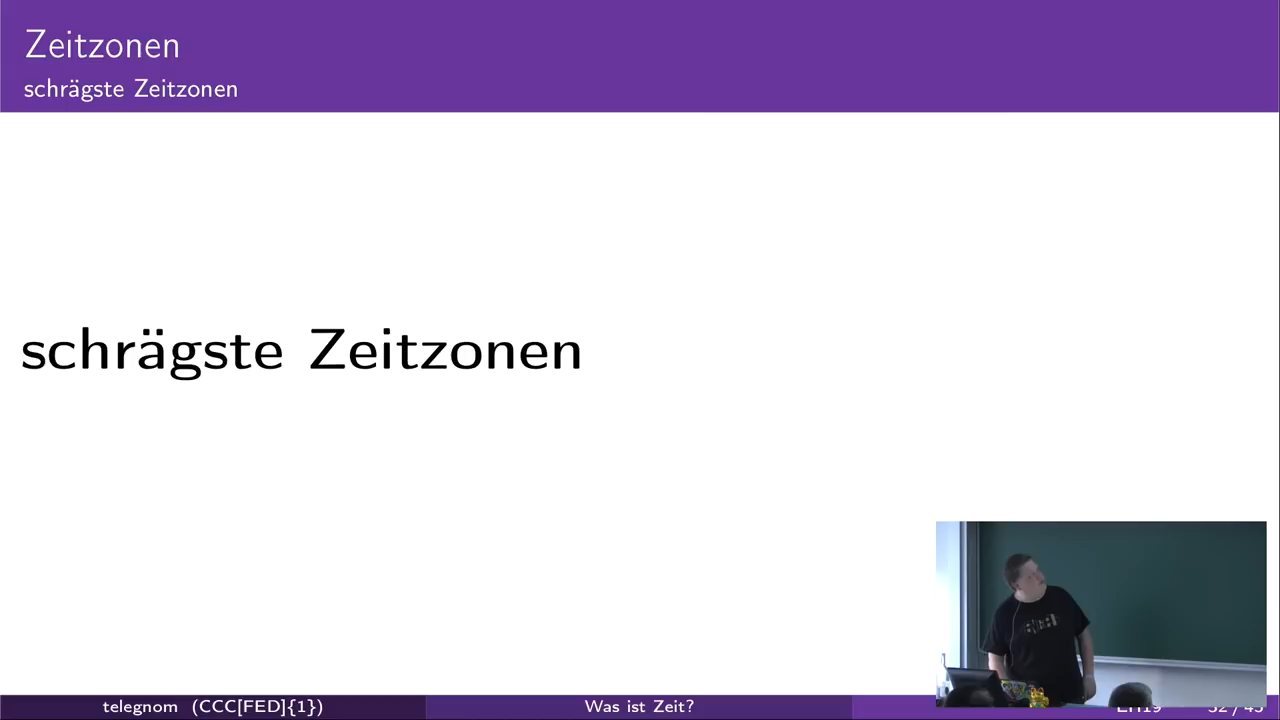 Zeitzonen
schrägste Zeitzonen
schrägste Zeitzonen
telegnom (CCC[FED]{1})
Was ist Zeit?